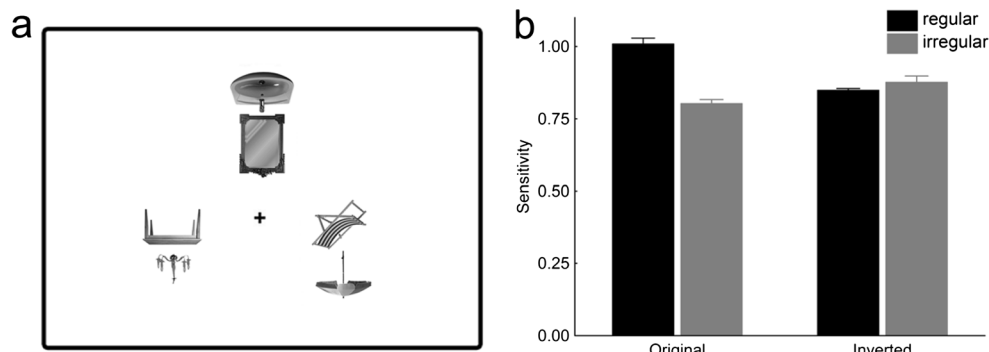 a
+
b
regular
irregular
Sensitivity
1.00
0.75
0.50
0.25
0.00
Original
Inverted